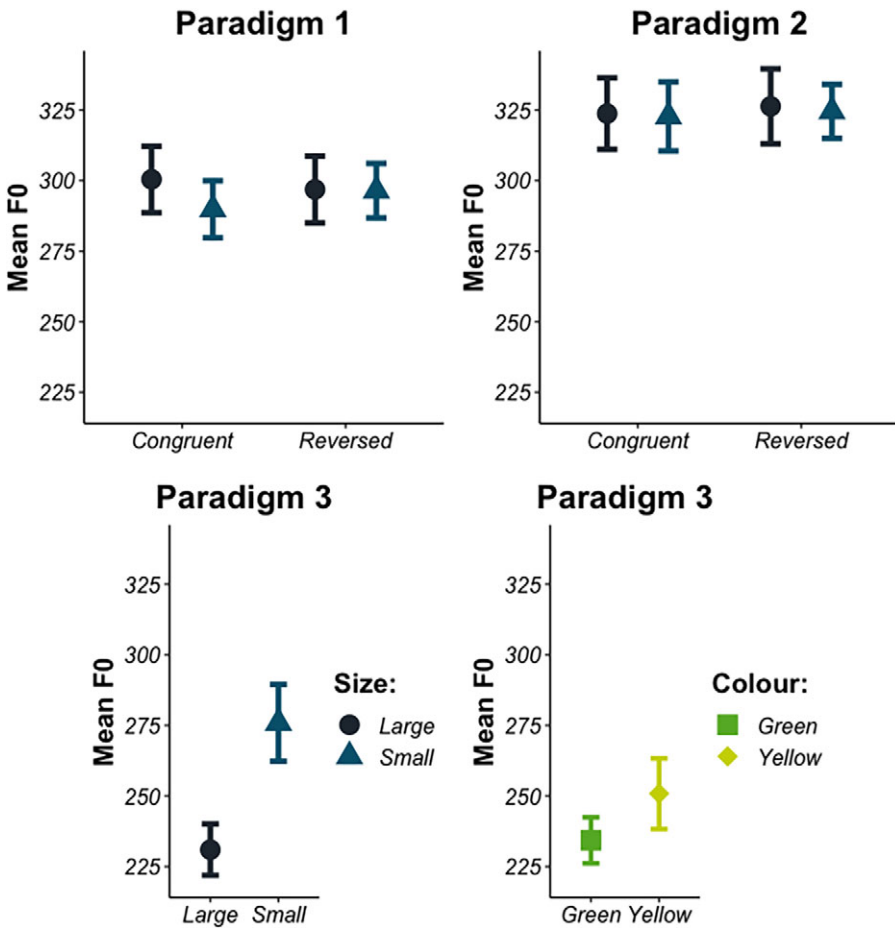 Paradigm 1
Mean F0
325
300
275
250
225
Congruent Reversed
Paradigm 2
Mean F0
325
300
275
250
225
Congruent Reversed
Paradigm 3
Mean F0
325
300
275
250
225
Large Small
Size:
Large
Small
Paradigm 3
Mean F0
325
300
275
250
225
Green Yellow
Colour:
Green
Yellow